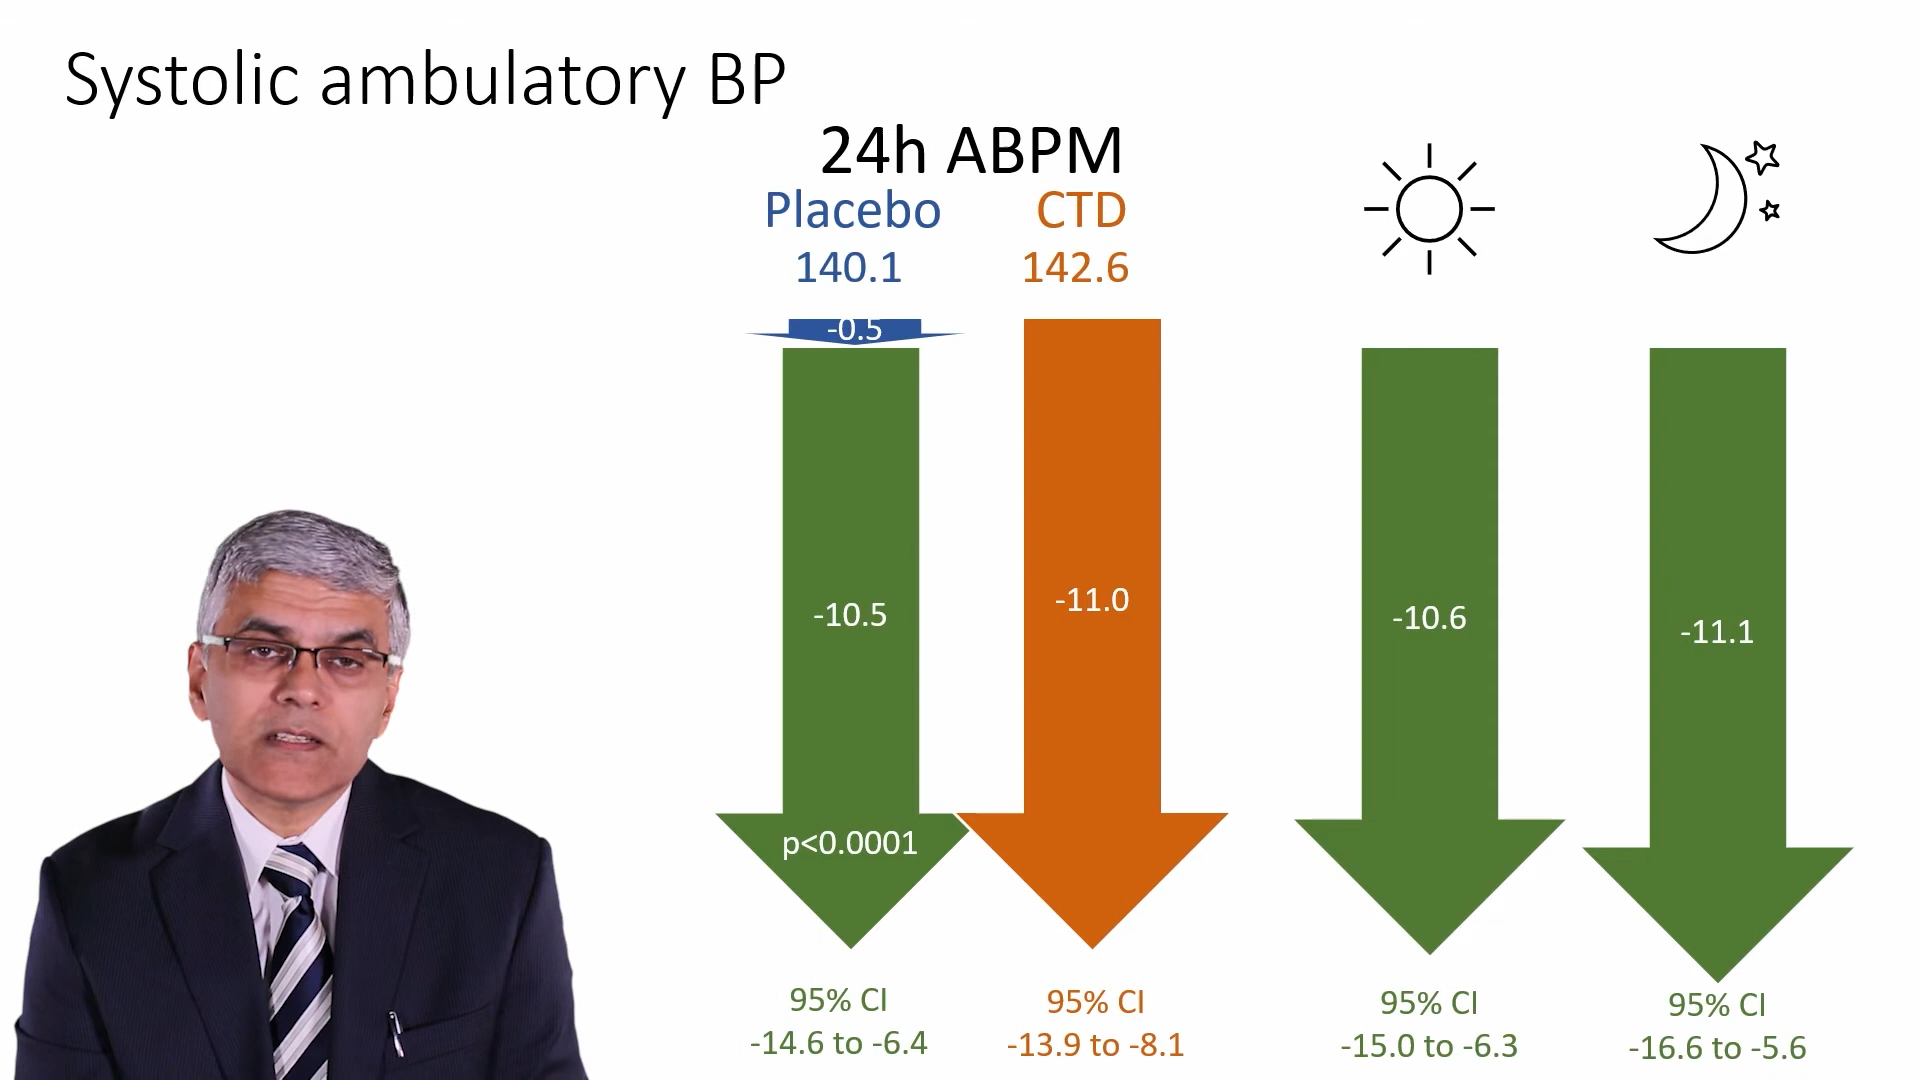 Systolic ambulatory BP
24h ABPM
Placebo CTD
140.1 142.6
-0.5
-10.5 -11.0 -10.6 -11.1
p<0.0001
95% CI 95% CI 95% CI 95% CI
-14.6 to -6.4 -13.9 to -8.1 -15.0 to -6.3 -16.6 to -5.6